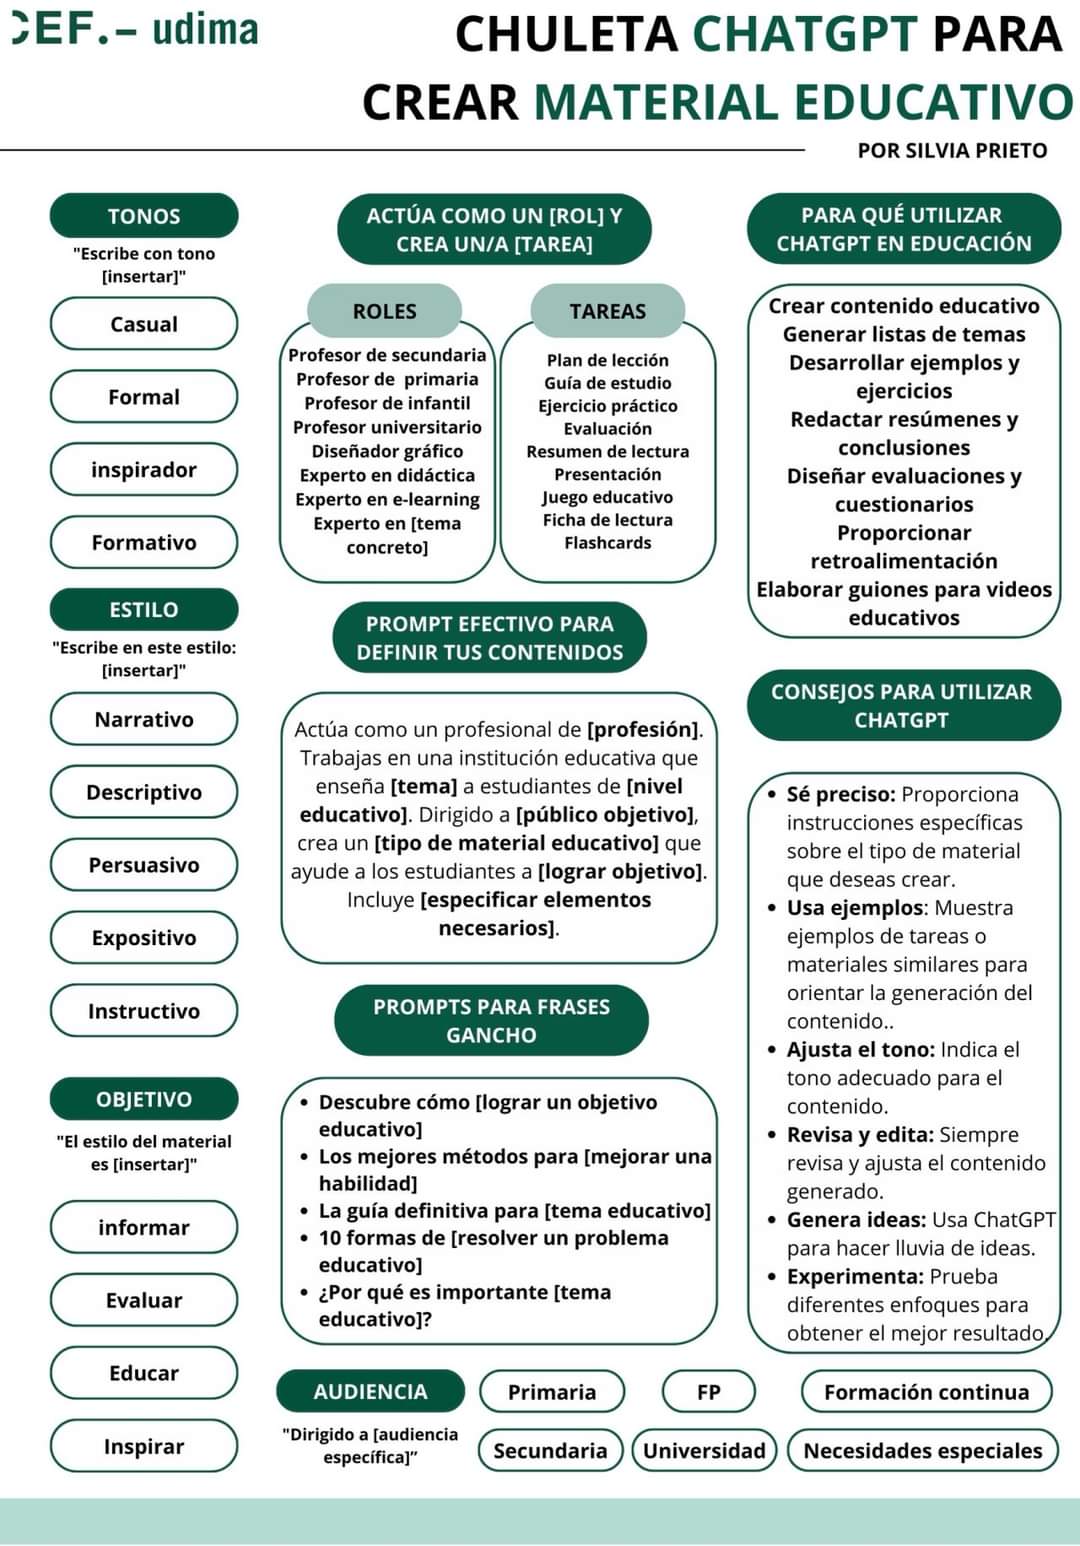 CEF.- udima
CHULETA CHATGPT PARA
CREAR MATERIAL EDUCATIVO
POR SILVIA PRIETO
TONOS
"Escribe con tono
[insertar]"
Casual
Formal
inspirador
Formativo
ESTILO
"Escribe en este estilo:
[insertar]"
Narrativo
Descriptivo
Persuasivo
Expositivo
Instructivo
OBJETIVO
"El estilo del material
es [insertar]"
informar
Evaluar
Educar
Inspirar
ACTÚA COMO UN [ROL] Y
CREA UN/A [TAREA]
ROLES
Profesor de secundaria
Profesor de primaria
Profesor de infantil
Profesor universitario
Diseñador gráfico
Experto en didáctica
Experto en e-learning
Experto en [tema
concreto]
TAREAS
Plan de lección
Guía de estudio
Ejercicio práctico
Evaluación
Resumen de lectura
Presentación
Juego educativo
Ficha de lectura
Flashcards
PROMPT EFECTIVO PARA
DEFINIR TUS CONTENIDOS
Actúa como un profesional de [profesión].
Trabajas en una institución educativa que
enseña [tema] a estudiantes de [nivel
educativo]. Dirigido a [público objetivo],
crea un [tipo de material educativo] que
ayude a los estudiantes a [lograr objetivo].
Incluye [especificar elementos
necesarios].
PROMPTS PARA FRASES
GANCHO
• Descubre cómo [lograr un objetivo
educativo]
• Los mejores métodos para [mejorar una
habilidad]
• La guía definitiva para [tema educativo]
• 10 formas de [resolver un problema
educativo]
• ¿Por qué es importante [tema
educativo]?
PARA QUÉ UTILIZAR
CHATGPT EN EDUCACIÓN
Crear contenido educativo
Generar listas de temas
Desarrollar ejemplos y
ejercicios
Redactar resúmenes y
conclusiones
Diseñar evaluaciones y
cuestionarios
Proporcionar
retroalimentación
Elaborar guiones para videos
educativos
CONSEJOS PARA UTILIZAR
CHATGPT
• Sé preciso: Proporciona
instrucciones específicas
sobre el tipo de material
que deseas crear.
• Usa ejemplos: Muestra
ejemplos de tareas o
materiales similares para
orientar la generación del
contenido..
• Ajusta el tono: Indica el
tono adecuado para el
contenido.
• Revisa y edita: Siempre
revisa y ajusta el contenido
generado.
• Genera ideas: Usa ChatGPT
para hacer lluvia de ideas.
• Experimenta: Prueba
diferentes enfoques para
obtener el mejor resultado.
AUDIENCIA
"Dirigido a [audiencia
específica]”
Primaria
FP
Formación continua
Secundaria
Universidad
Necesidades especiales